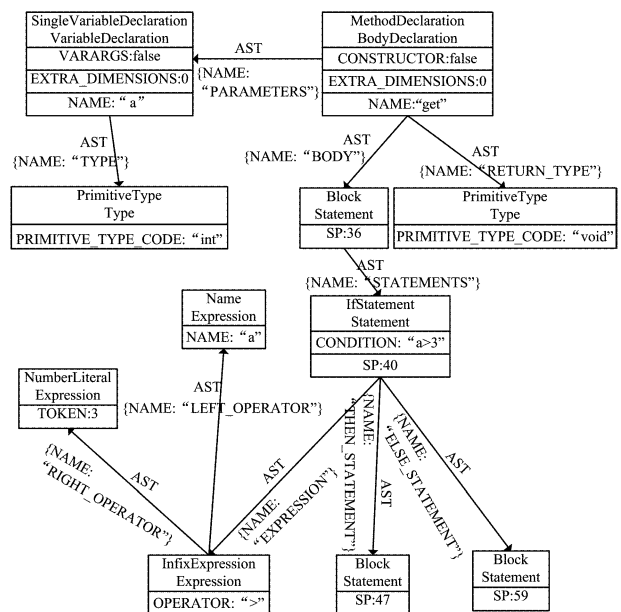 SingleVariableDeclaration
VariableDeclaration
VARARGS:false
EXTRA_DIMENSIONS:0
NAME: “a”
AST
{NAME:
“PARAMETERS”}
MethodDeclaration
BodyDeclaration
CONSTRUCTOR:false
EXTRA_DIMENSIONS:0
NAME:“get”
AST
{NAME: “TYPE”}
AST
{NAME: “BODY”}
AST
{NAME: “RETURN_TYPE”}
PrimitiveType
Type
PRIMITIVE_TYPE_CODE: “int”
Block
Statement
SP:36
PrimitiveType
Type
PRIMITIVE_TYPE_CODE: “void”
AST
{NAME: “STATEMENTS”}
Name
Expression
NAME: “a”
IfStatement
Statement
CONDITION: “a>3”
SP:40
NumberLiteral
Expression
TOKEN:3
AST
{NAME: “LEFT_OPERATOR”}
AST
{NAME:
“RIGHT_OPERATOR”}
AST
{NAME:
“EXPRESSION”}
{NAME:
“THEN_STATEMENT”}
AST
{NAME:
“ELSE_STATEMENT”}
AST
InfixExpression
Expression
OPERATOR: “>”
Block
Statement
SP:47
Block
Statement
SP:59